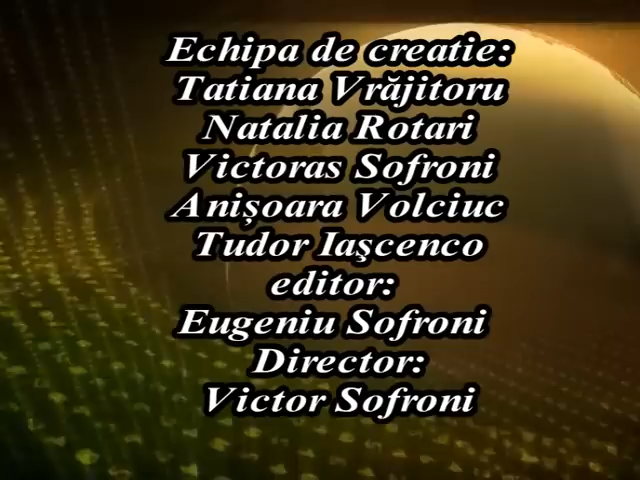 Echipa de creatie:
Tatiana Vrăjitoru
Natalia Rotari
Victoras Sofroni
Anișoara Volciuc
Tudor Iaşcenco
editor:
Eugeniu Sofroni
Director:
Victor Sofroni